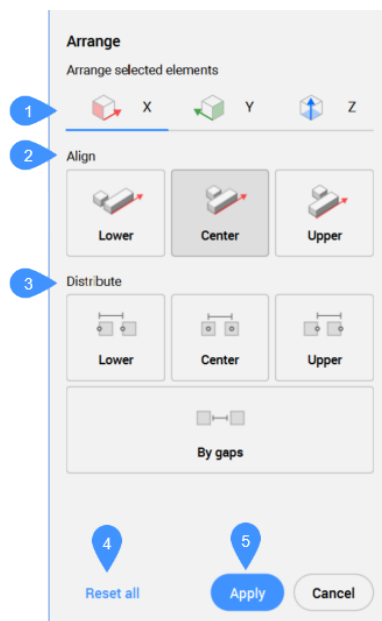 Arrange
Arrange selected elements
1 X Y Z
2 Align
Lower Center Upper
3 Distribute
Lower Center Upper
By gaps
4 5
Reset all Apply Cancel